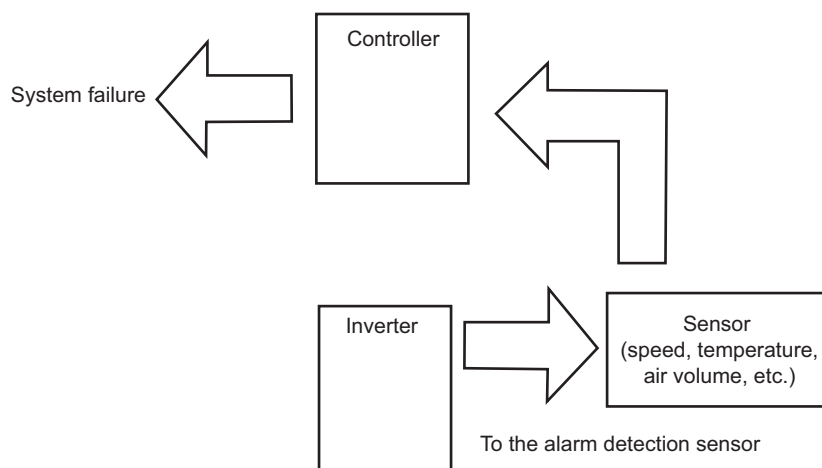 Controller
System failure
Inverter
Sensor
(speed, temperature,
air volume, etc.)
To the alarm detection sensor